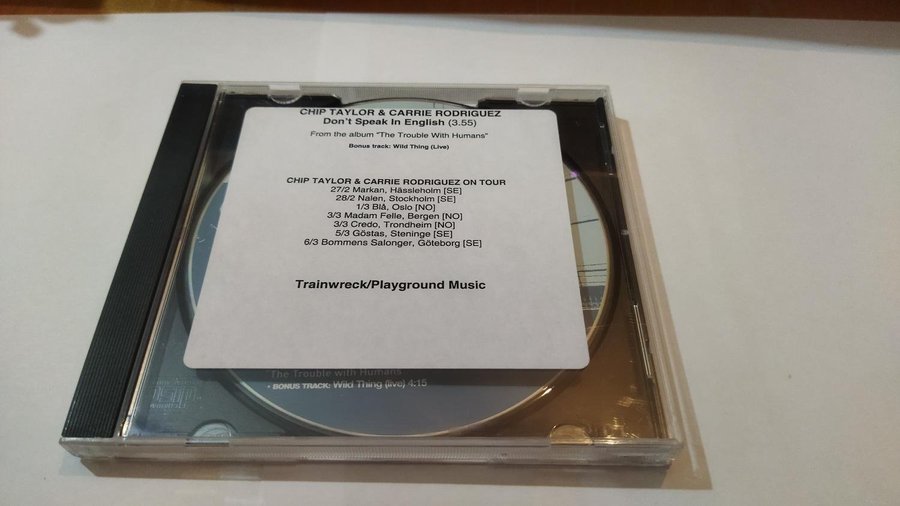 CHIP TAYLOR & CARRIE RODRIGUEZ
Don't Speak In English (3.55)
From the album "The Trouble With Humans"
Bonus track: Wild Thing (Live)
CHIP TAYLOR & CARRIE RODRIGUEZ ON TOUR
27/2 Markan, Hässleholm [SE]
28/2 Nalen, Stockholm [SE]
1/3 Blå, Oslo [NO]
3/3 Madam Felle, Bergen [NO]
3/3 Credo, Trondheim [NO]
5/3 Göstas, Steninge [SE]
6/3 Bommens Salonger, Göteborg [SE]
Trainwreck/Playground Music
The Trouble with Humans
• BONUS TRACK: Wild Thing (live) 4:15